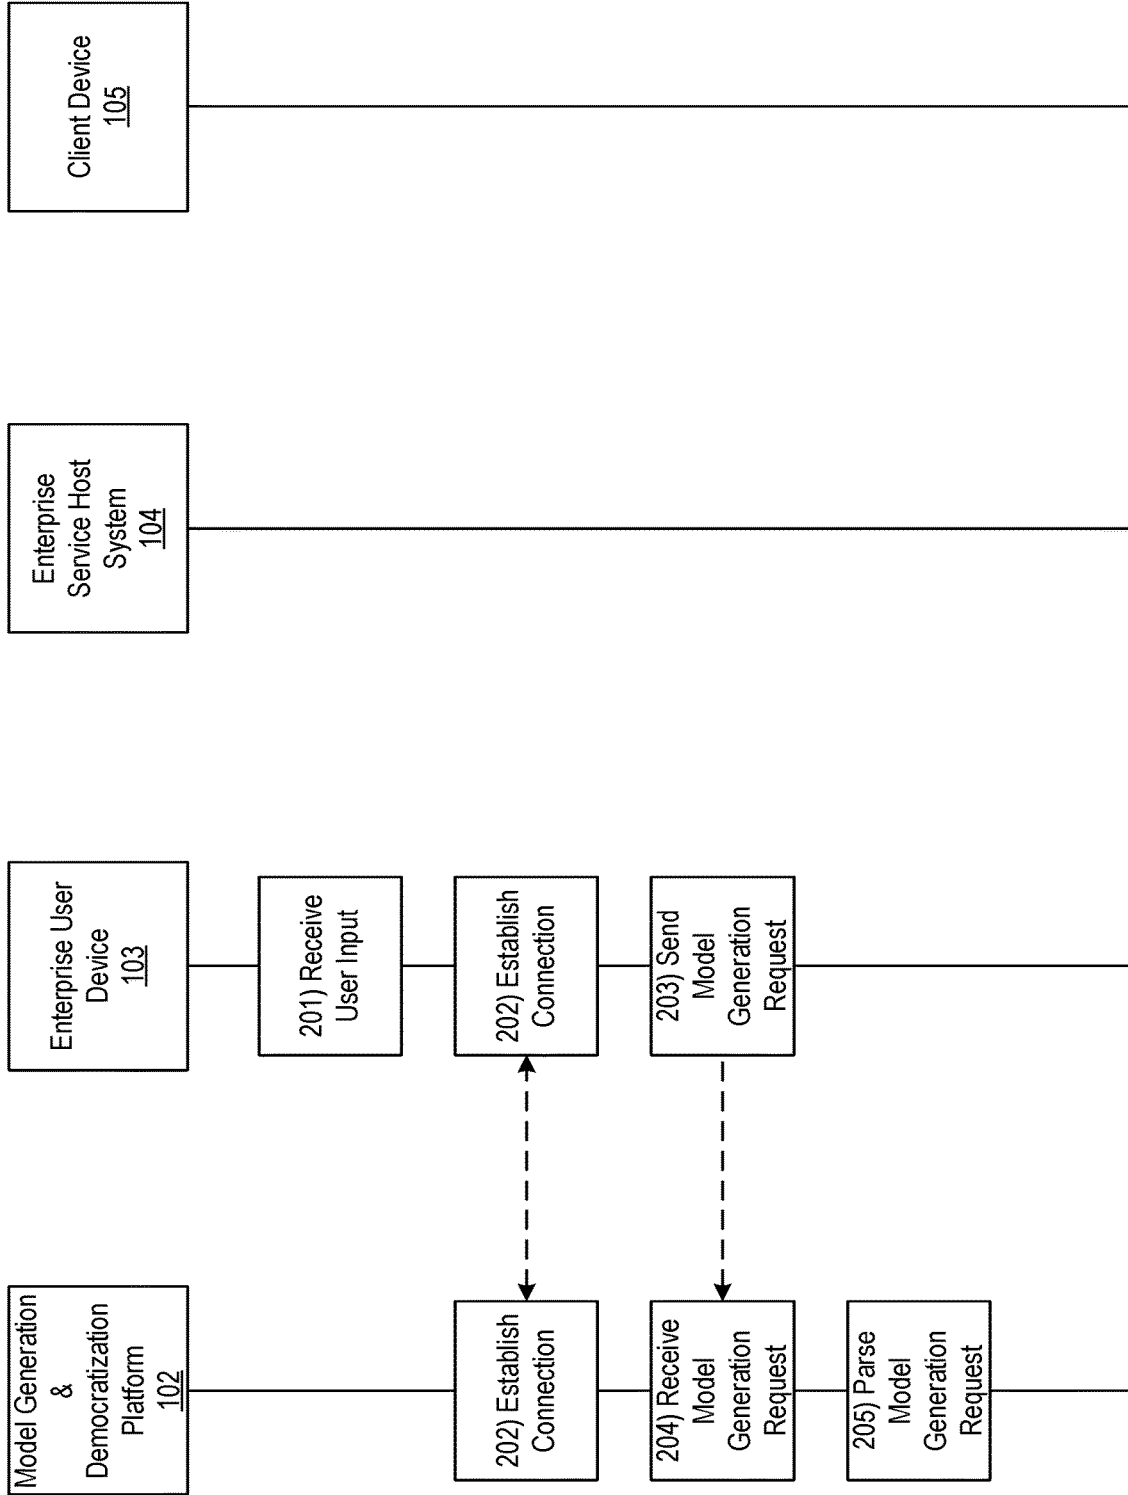 Model Generation
&
Democratization
Platform
102
Enterprise User
Device
103
Enterprise
Service Host
System
104
Client Device
105
201) Receive
User Input
202) Establish
Connection
202) Establish
Connection
204) Receive
Model
Generation
Request
203) Send
Model
Generation
Request
205) Parse
Model
Generation
Request